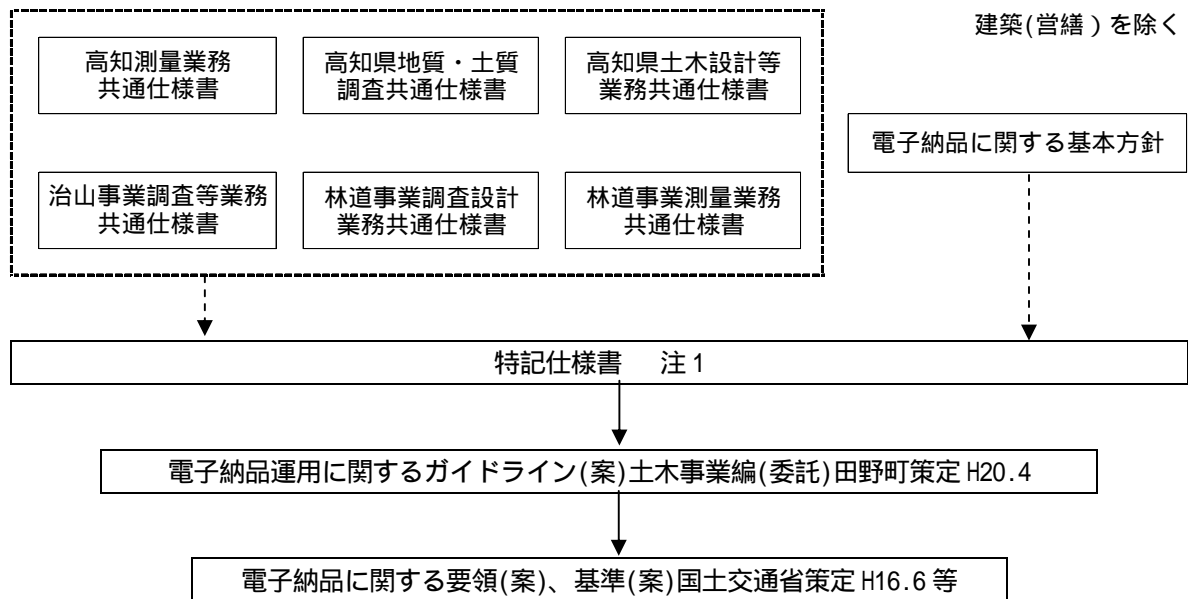 建築(営繕)を除く
高知測量業務
共通仕様書
高知県地質・土質
調査共通仕様書
高知県土木設計等
業務共通仕様書
電子納品に関する基本方針
治山事業調査等業務
共通仕様書
林道事業調査設計
業務共通仕様書
林道事業測量業務
共通仕様書
特記仕様書 注1
電子納品運用に関するガイドライン(案)土木事業編(委託)田野町策定 H20.4
電子納品に関する要領(案)、基準(案)国土交通省策定 H16.6 等